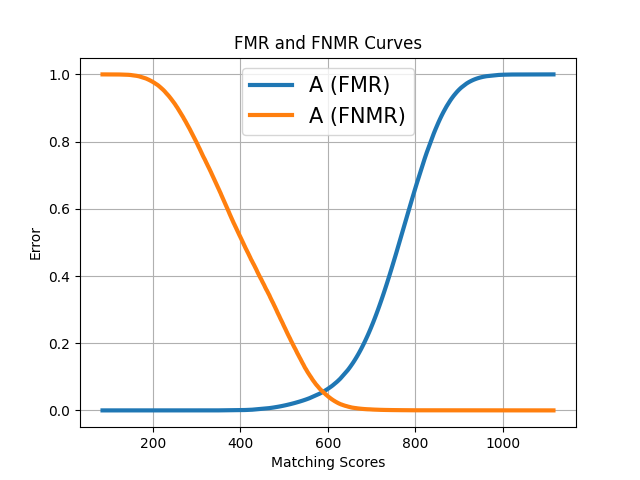 FMR and FNMR Curves
A (FMR)
A (FNMR)
Error
1.0
0.8
0.6
0.4
0.2
0.0
200 400 600 800 1000
Matching Scores